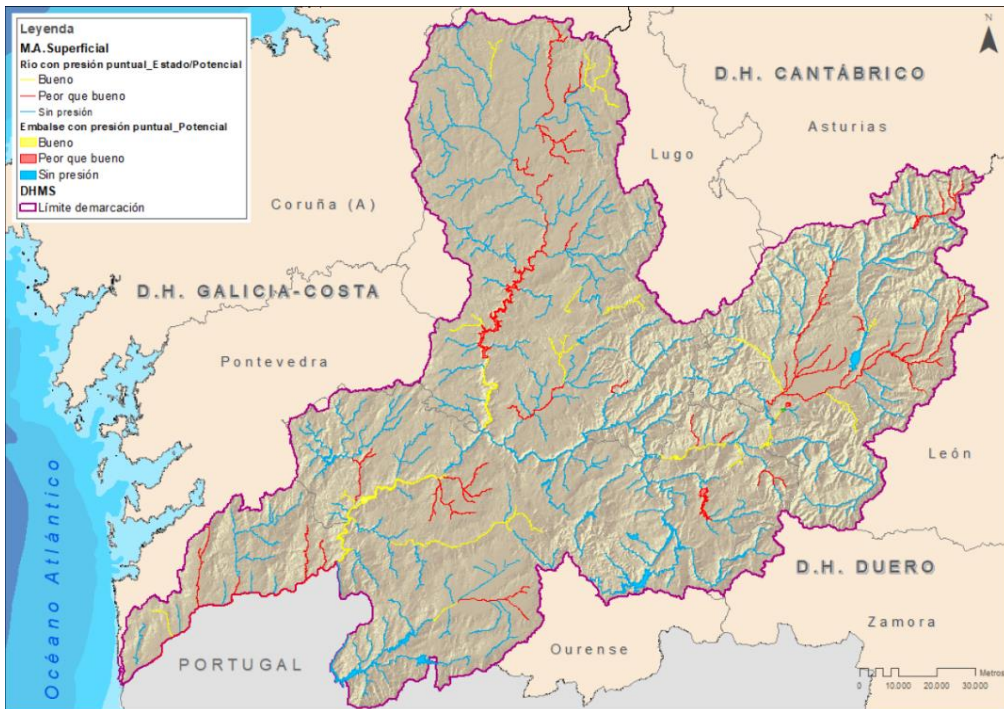 Leyenda
M.A.Superficial
Río con presión puntual_Estado/Potencial
Bueno
Peor que bueno
Sin presión
Embalse con presión puntual_Potencial
Bueno
Peor que bueno
Sin presión
DHMS
Límite demarcación
N
D.H. CANTÁBRICO
Asturias
Lugo
Coruña (A)
D.H. GALICIA-COSTA
Pontevedra
León
Océano Atlántico
D.H. DUERO
Zamora
Ourense
PORTUGAL
Metros
0 10.000 20.000 30.000